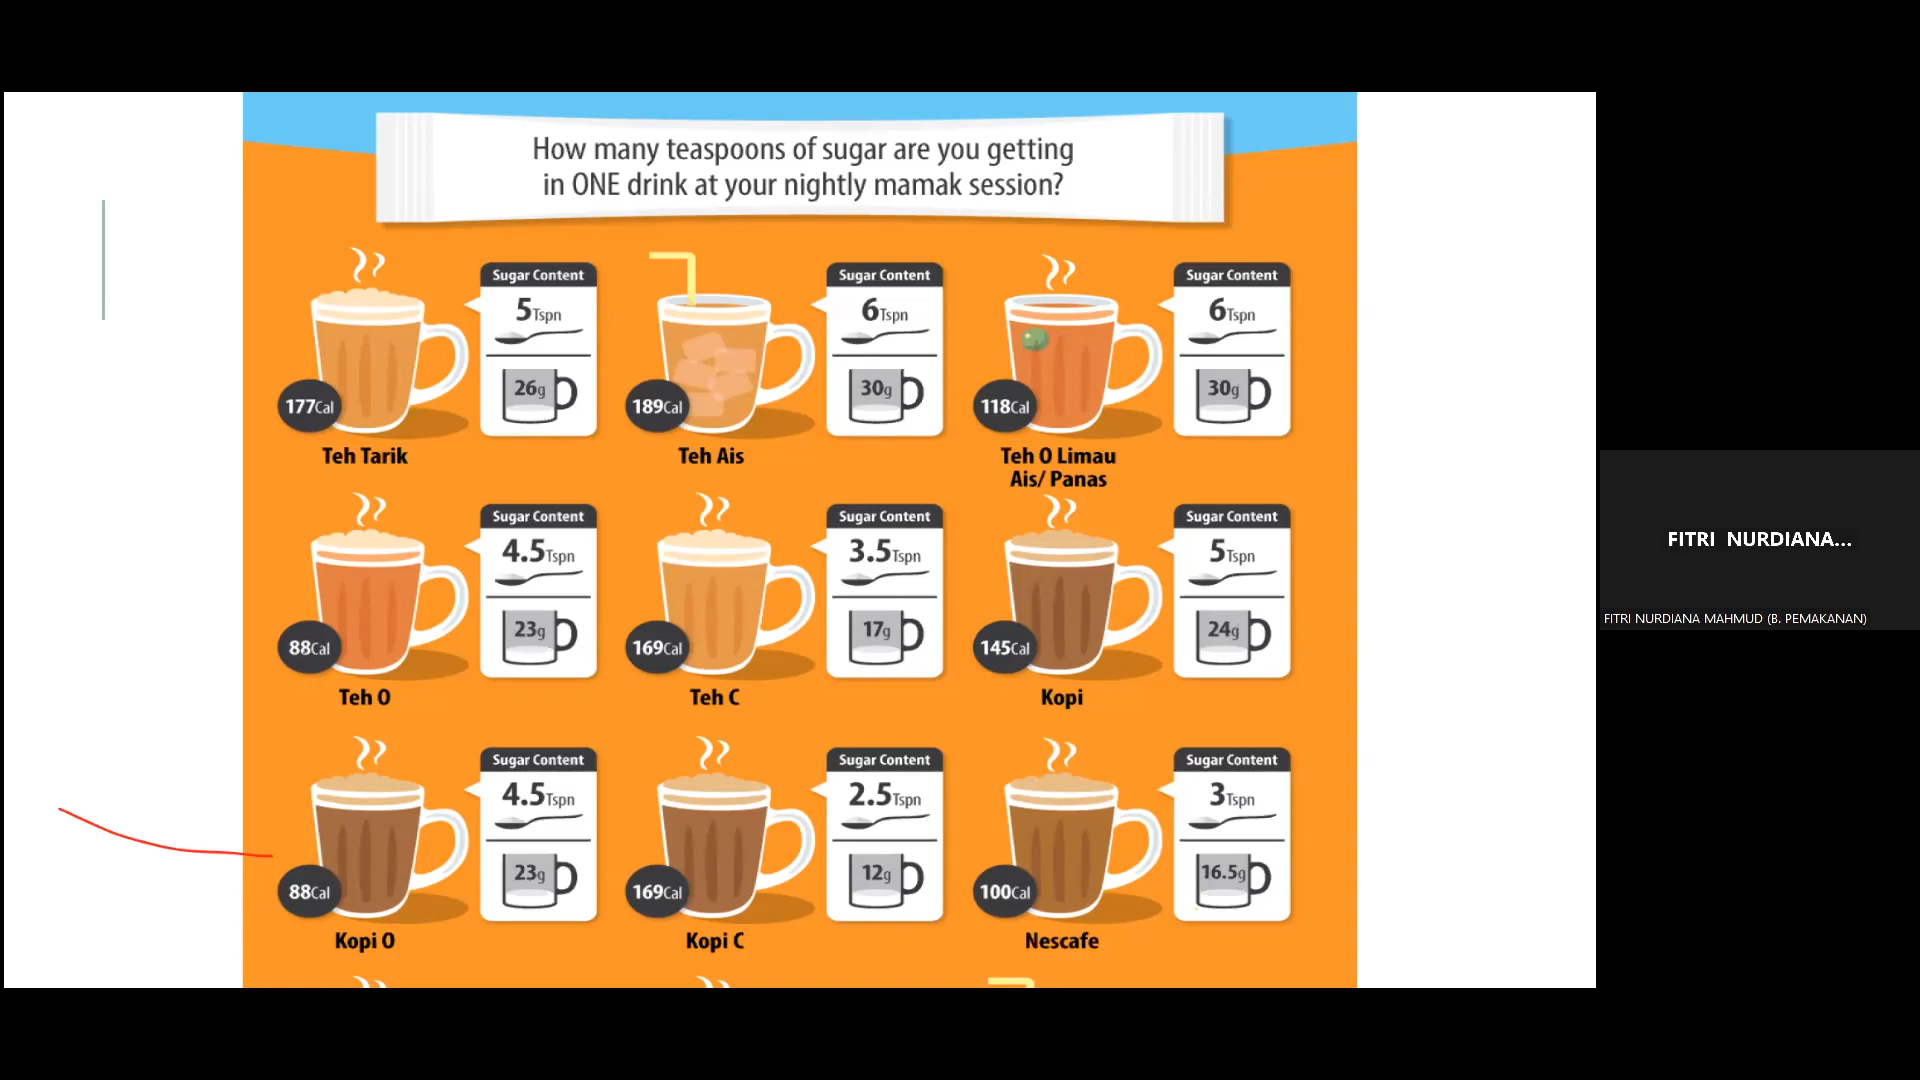 How many teaspoons of sugar are you getting
in ONE drink at your nightly mamak session?
Sugar Content
5Tspn
26g
177Cal
Teh Tarik
Sugar Content
6Tspn
30g
189Cal
Teh Ais
Sugar Content
6Tspn
30g
118Cal
Teh O Limau
Ais/ Panas
Sugar Content
4.5Tspn
23g
88Cal
Teh O
Sugar Content
3.5Tspn
17g
169Cal
Teh C
Sugar Content
5Tspn
24g
145Cal
Kopi
Sugar Content
4.5Tspn
23g
88Cal
Kopi O
Sugar Content
2.5Tspn
12g
169Cal
Kopi C
Sugar Content
3Tspn
16.5g
100Cal
Nescafe
FITRI NURDIANA...
FITRI NURDIANA MAHMUD (B. PEMAKANAN)